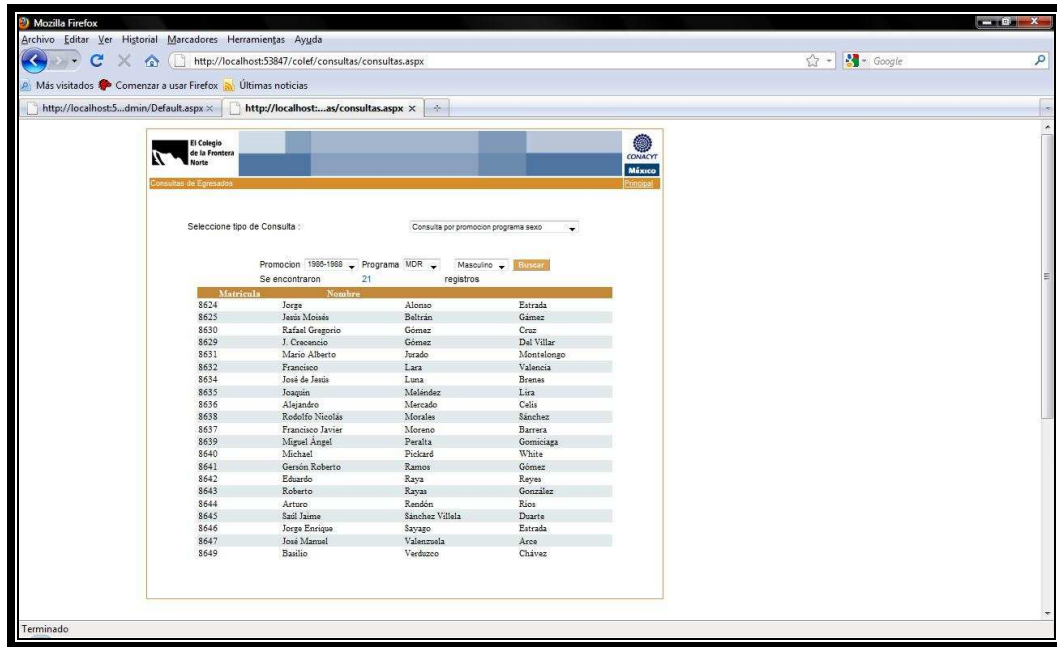 Mozilla Firefox
Archivo Editar Ver Historial Marcadores Herramientas Ayuda
http://localhost:53847/colef/consultas/consultas.aspx
Google
Más visitados Comenzar a usar Firefox Últimas noticias
http://localhost:5...dmin/Default.aspx http://localhost:...as/consultas.aspx
El Colegio
de la Frontera
Norte
CONACYT
México
Consultas de Egresados Principal
Seleccione tipo de Consulta : Consulta por promocion programa sexo
Promocion 1986-1988 Programa MDR Masculino Buscar
Se encontraron 21 registros
Matricula Nombre
8624 Jorge Alonso Estrada
8625 Jesús Moisés Beltrán Gámez
8630 Rafael Gregorio Gómez Cruz
8629 J. Crecencio Gómez Del Villar
8631 Mario Alberto Jurado Montelongo
8632 Francisco Lara Valencia
8634 José de Jesús Luna Brenes
8635 Joaquin Meléndez Lira
8636 Alejandro Mercado Celis
8638 Rodolfo Nicolás Morales Sánchez
8637 Francisco Javier Moreno Barrera
8639 Miguel Ángel Peralta Gomiciaga
8640 Michael Pickard White
8641 Gersón Roberto Ramos Gómez
8642 Eduardo Raya Reyes
8643 Roberto Rayas González
8644 Arturo Rendón Rios
8645 Saúl Jaime Sánchez Villela Duarte
8646 Jorge Enrique Sayago Estrada
8647 José Manuel Valenzuela Arce
8649 Basilio Verduzco Chávez
Terminado